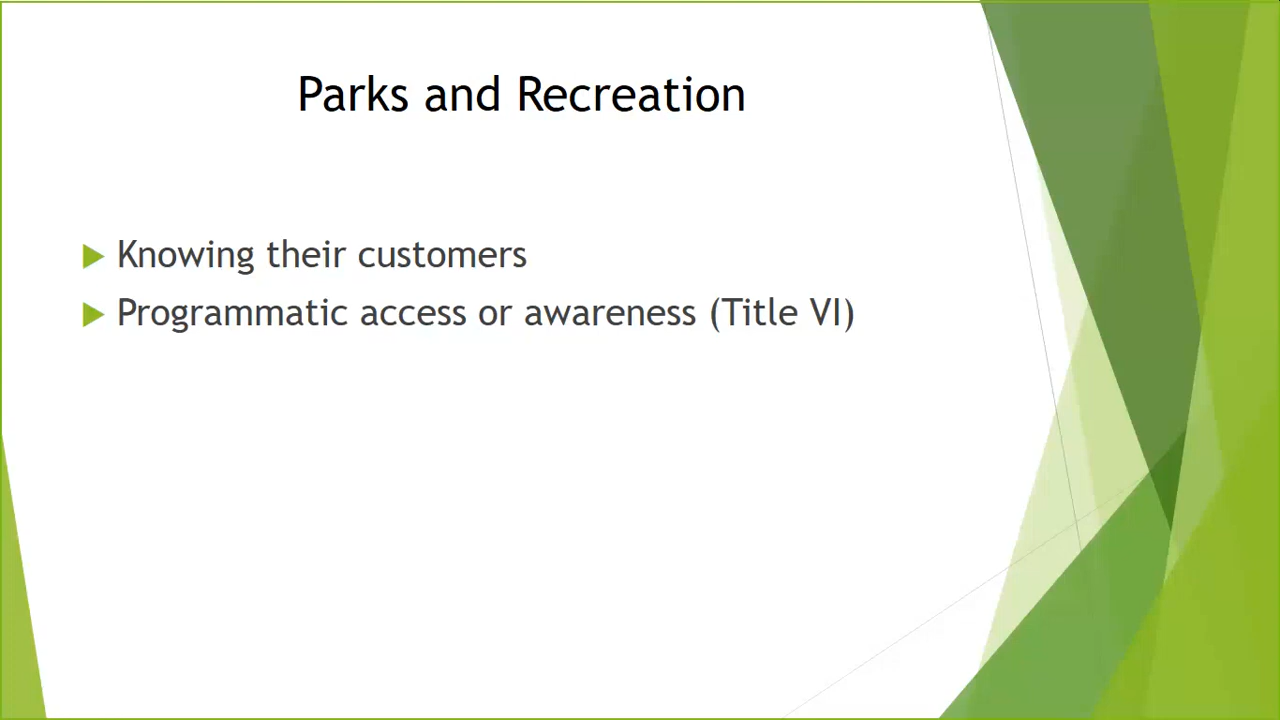 Parks and Recreation
Knowing their customers
Programmatic access or awareness (Title VI)